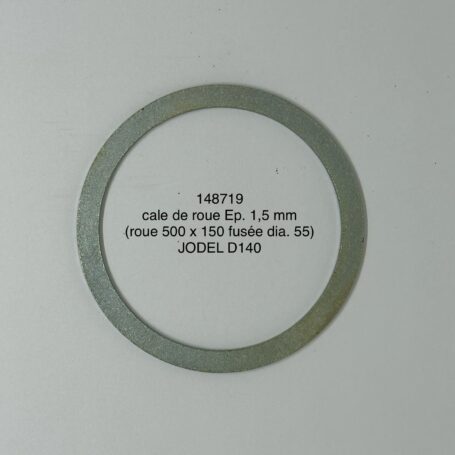 148719
cale de roue Ep. 1,5 mm
(roue 500 x 150 fusée dia. 55)
JODEL D140